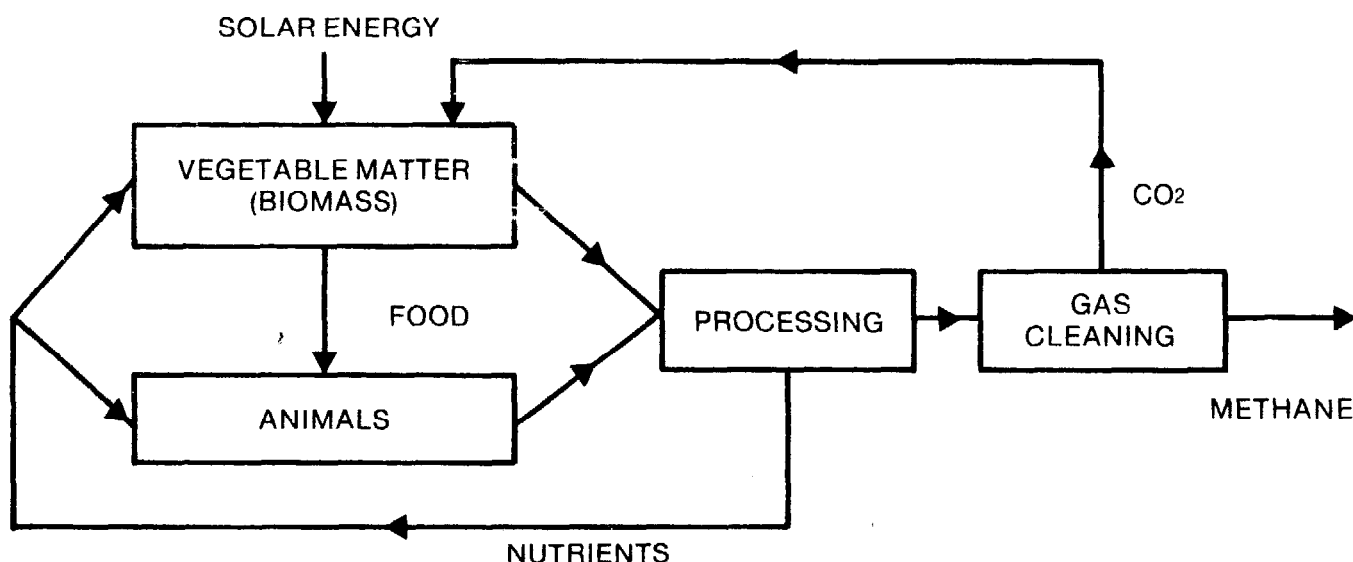 SOLAR ENERGY
VEGETABLE MATTER
(BIOMASS)
CO2
FOOD
PROCESSING
GAS
CLEANING
ANIMALS
METHANE
NUTRIENTS